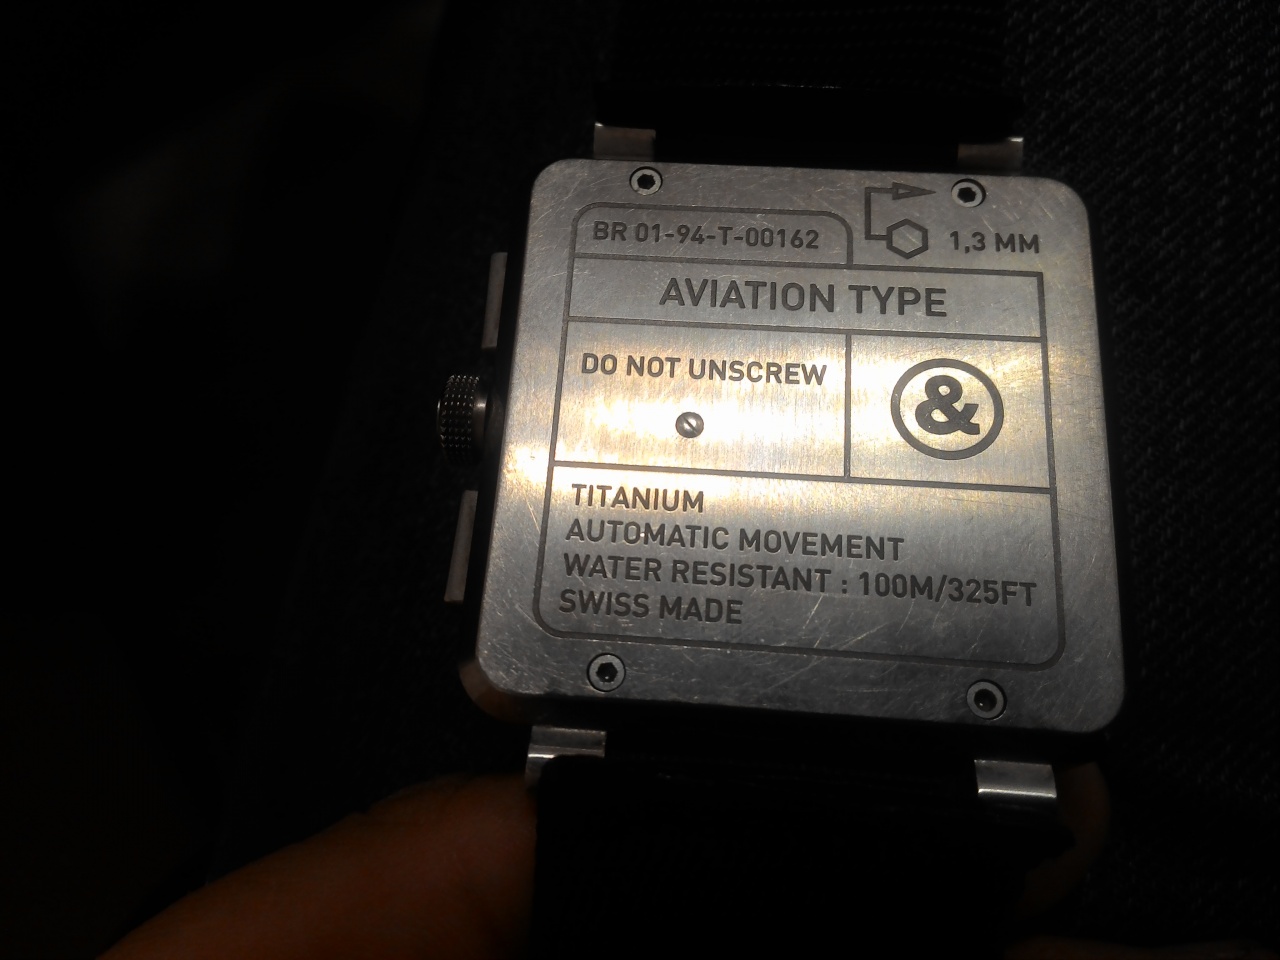 BR 01-94-T-00162
1,3 MM
AVIATION TYPE
DO NOT UNSCREW
&
TITANIUM
AUTOMATIC MOVEMENT
WATER RESISTANT : 100M/325FT
SWISS MADE